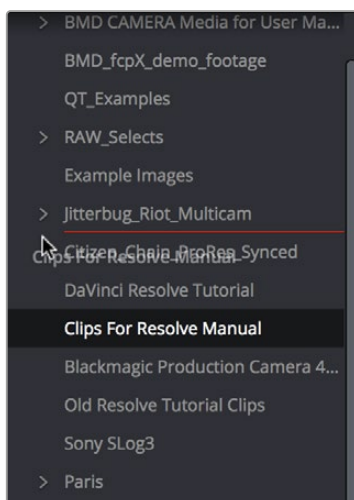 BMD CAMERA Media for User Ma...
BMD_fcpX_demo_footage
QT_Examples
RAW_Selects
Example Images
Jitterbug_Riot_Multicam
Citizen_Chain_ProRes_Synced
Clips For Resolve Manual
DaVinci Resolve Tutorial
Clips For Resolve Manual
Blackmagic Production Camera 4...
Old Resolve Tutorial Clips
Sony SLog3
Paris